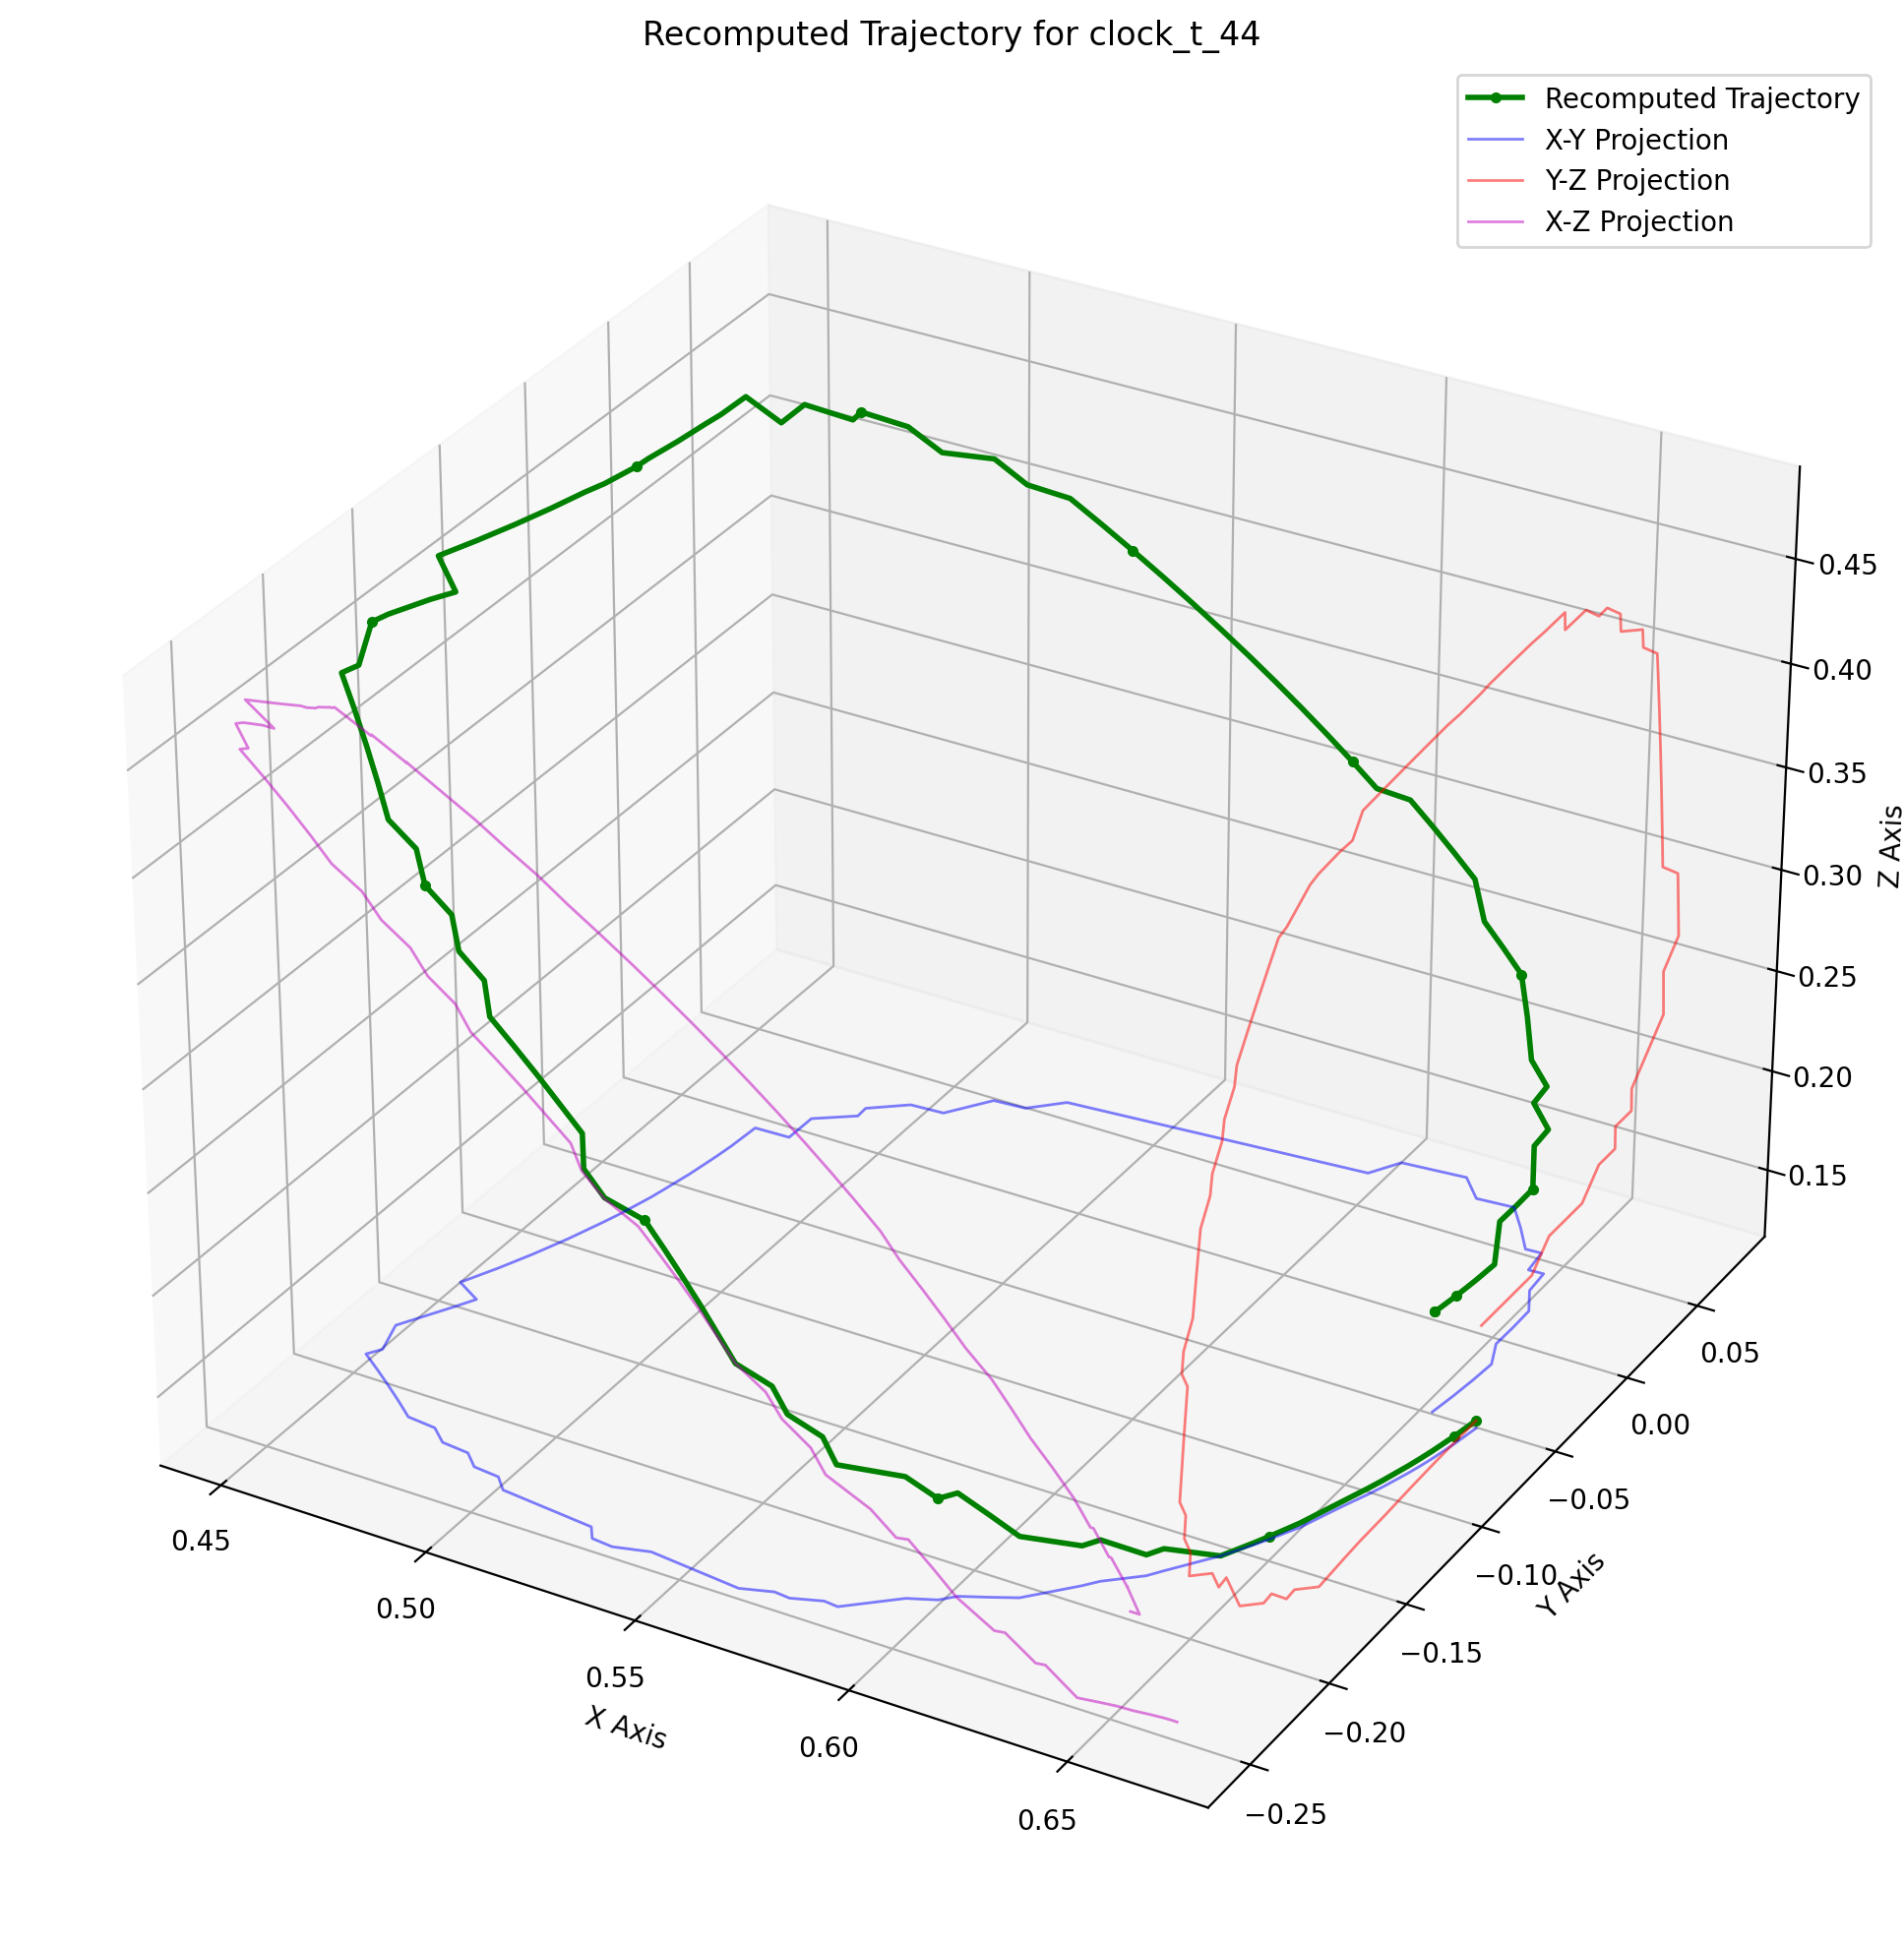 Recomputed Trajectory for clock_t_44
Recomputed Trajectory
X-Y Projection
Y-Z Projection
X-Z Projection
0.45
0.40
0.35
0.30
0.25
0.20
0.15
Z Axis
0.05
0.00
−0.05
−0.10
−0.15
−0.20
−0.25
Y Axis
0.45
0.50
0.55
0.60
0.65
X Axis